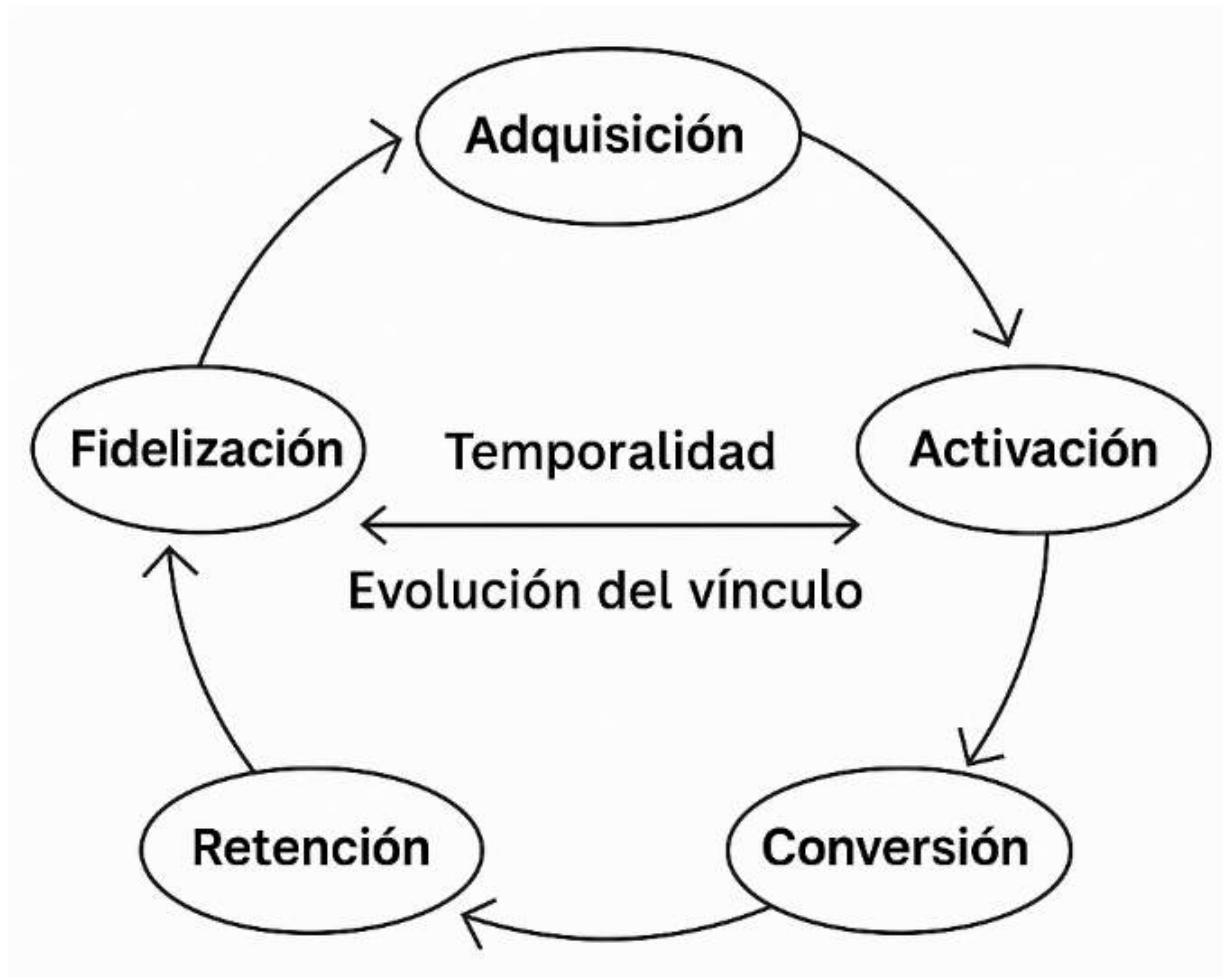 Adquisición
Fidelización
Temporalidad
Activación
Evolución del vínculo
Retención
Conversión